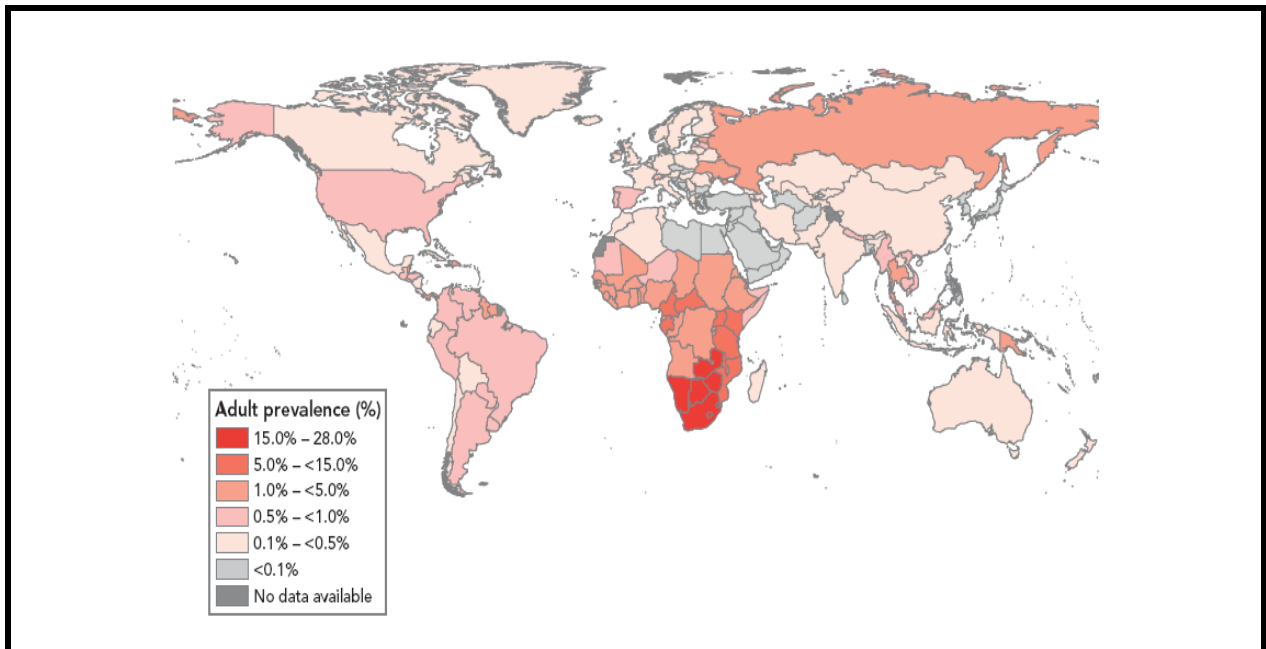 Adult prevalence (%)
15.0% – 28.0%
5.0% – <15.0%
1.0% – <5.0%
0.5% – <1.0%
0.1% – <0.5%
<0.1%
No data available